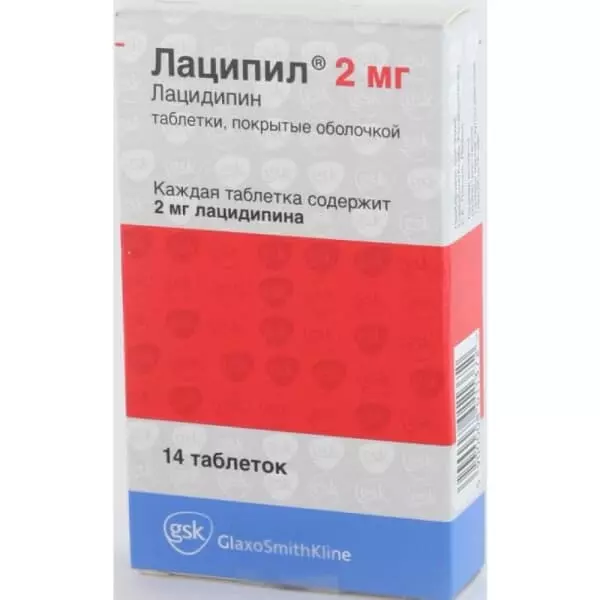 Лаципил® 2 мг
Лацидипин
таблетки, покрытые оболочкой
Каждая таблетка содержит
2 мг лацидипина
14 таблеток
gsk GlaxoSmithKline